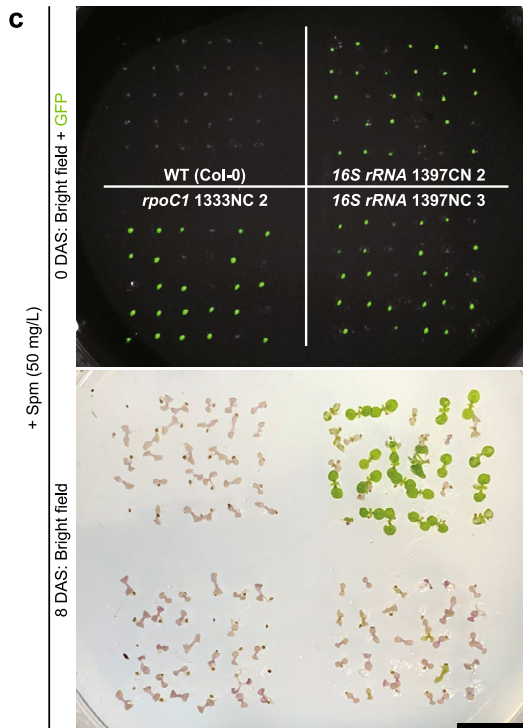 c
+ Spm (50 mg/L)
0 DAS: Bright field + GFP
WT (Col-0)
16S rRNA 1397CN 2
rpoC1 1333NC 2
16S rRNA 1397NC 3
8 DAS: Bright field